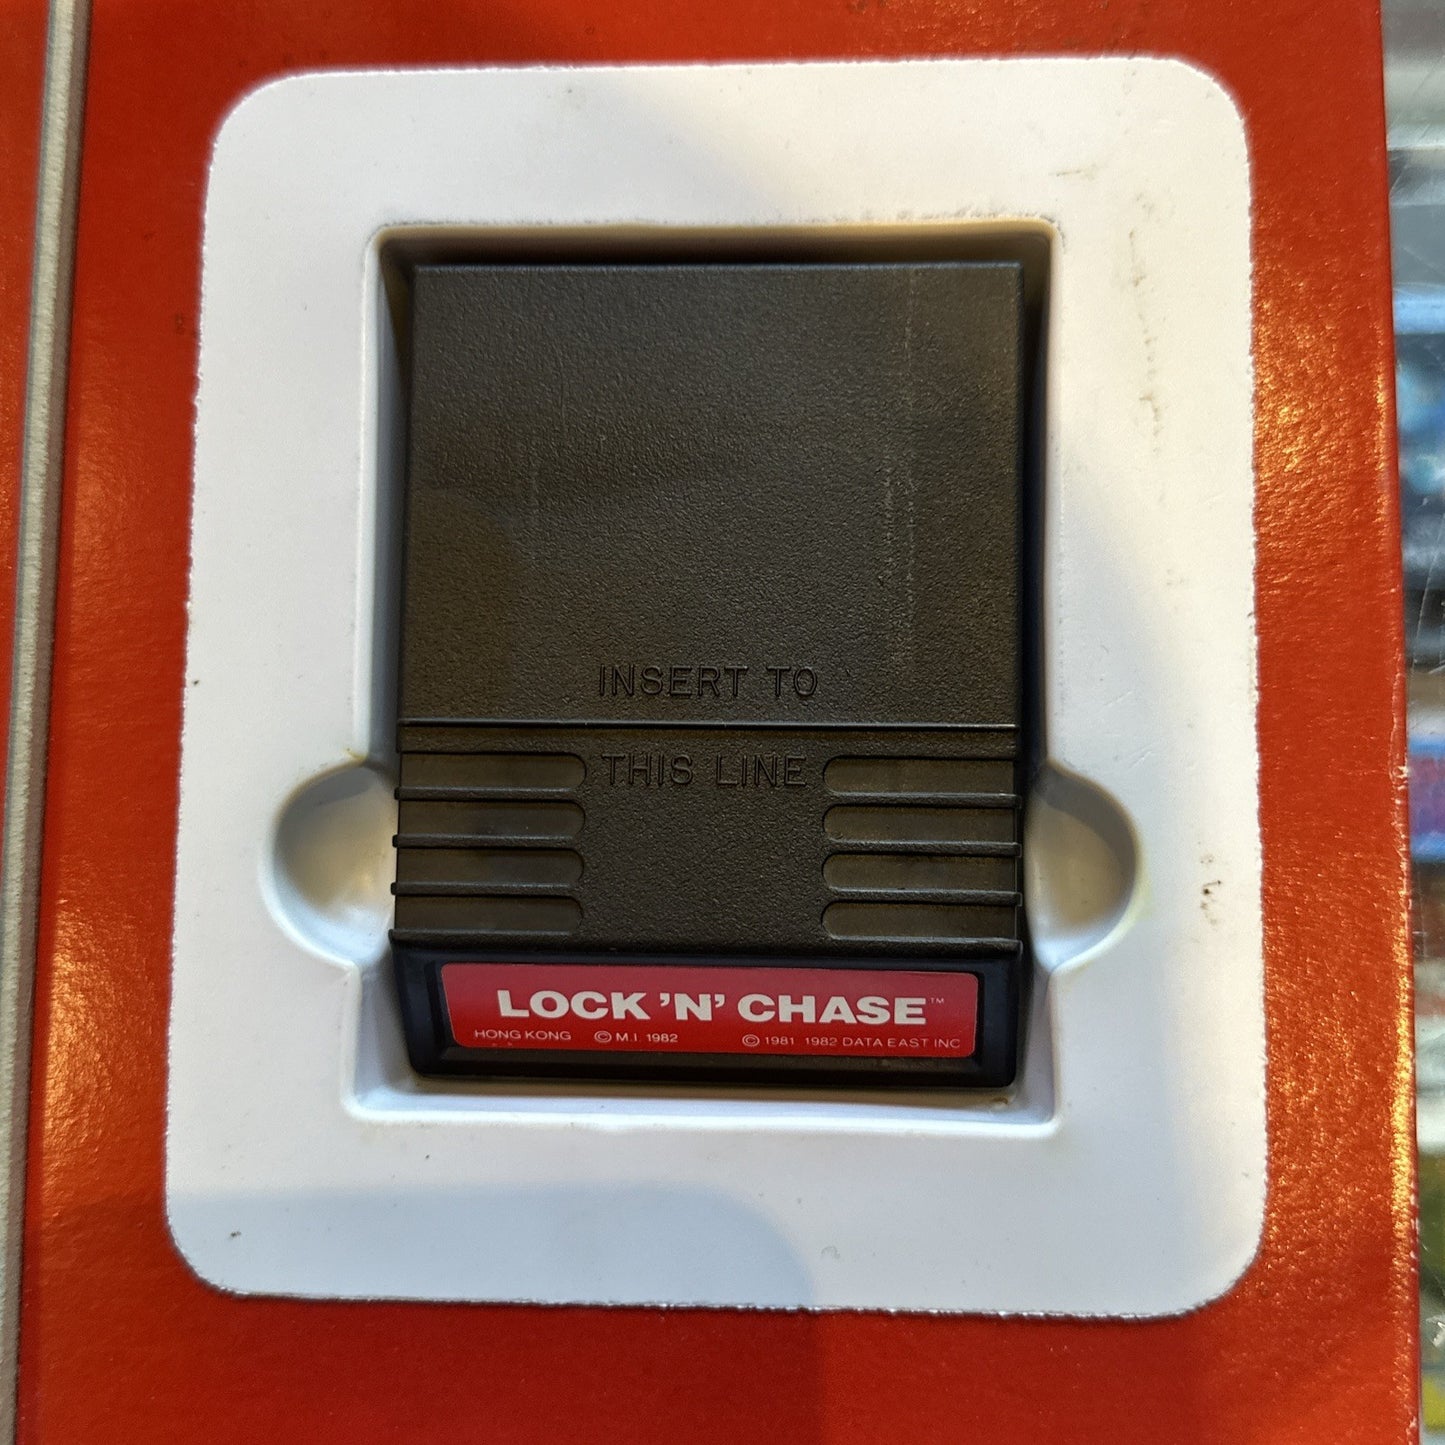 INSERT TO
THIS LINE
LOCK 'N' CHASE™
HONG KONG © M.I. 1982 © 1981 1982 DATA EAST INC